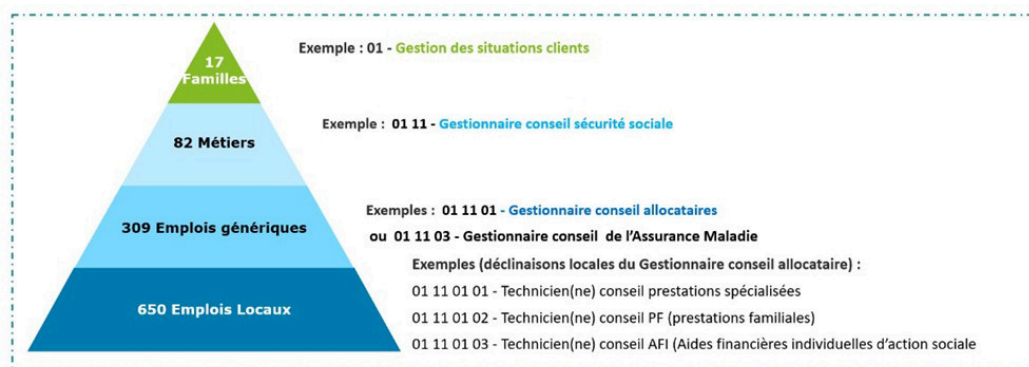 17
Familles
Exemple : 01 - Gestion des situations clients
82 Métiers
Exemple : 01 11 - Gestionnaire conseil sécurité sociale
309 Emplois génériques
Exemples : 01 11 01 - Gestionnaire conseil allocataires
ou 01 11 03 - Gestionnaire conseil de l'Assurance Maladie
650 Emplois Locaux
Exemples (déclinaisons locales du Gestionnaire conseil allocataire) :
01 11 01 01 - Technicien(ne) conseil prestations spécialisées
01 11 01 02 - Technicien(ne) conseil PF (prestations familiales)
01 11 01 03 - Technicien(ne) conseil AFI (Aides financières individuelles d'action sociale